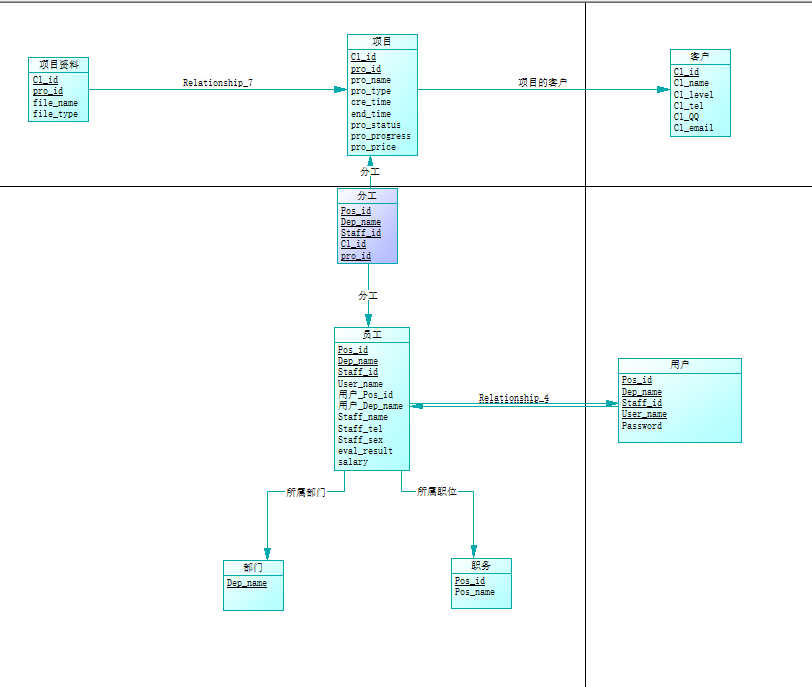 项目资料
Cl_id
pro_id
file_name
file_type
Relationship_7
项目
Cl_id
pro_id
pro_name
pro_type
cre_time
end_time
pro_status
pro_progress
pro_price
项目的客户
客户
Cl_id
Cl_name
Cl_level
Cl_tel
Cl_QQ
Cl_email
分工
分工
Pos_id
Dep_name
Staff_id
Cl_id
pro_id
分工
员工
Pos_id
Dep_name
Staff_id
User_name
用户_Pos_id
用户_Dep_name
Staff_name
Staff_tel
Staff_sex
eval_result
salary
Relationship_4
用户
Pos_id
Dep_name
Staff_id
User_name
Password
所属部门
所属职位
部门
Dep_name
职务
Pos_id
Pos_name